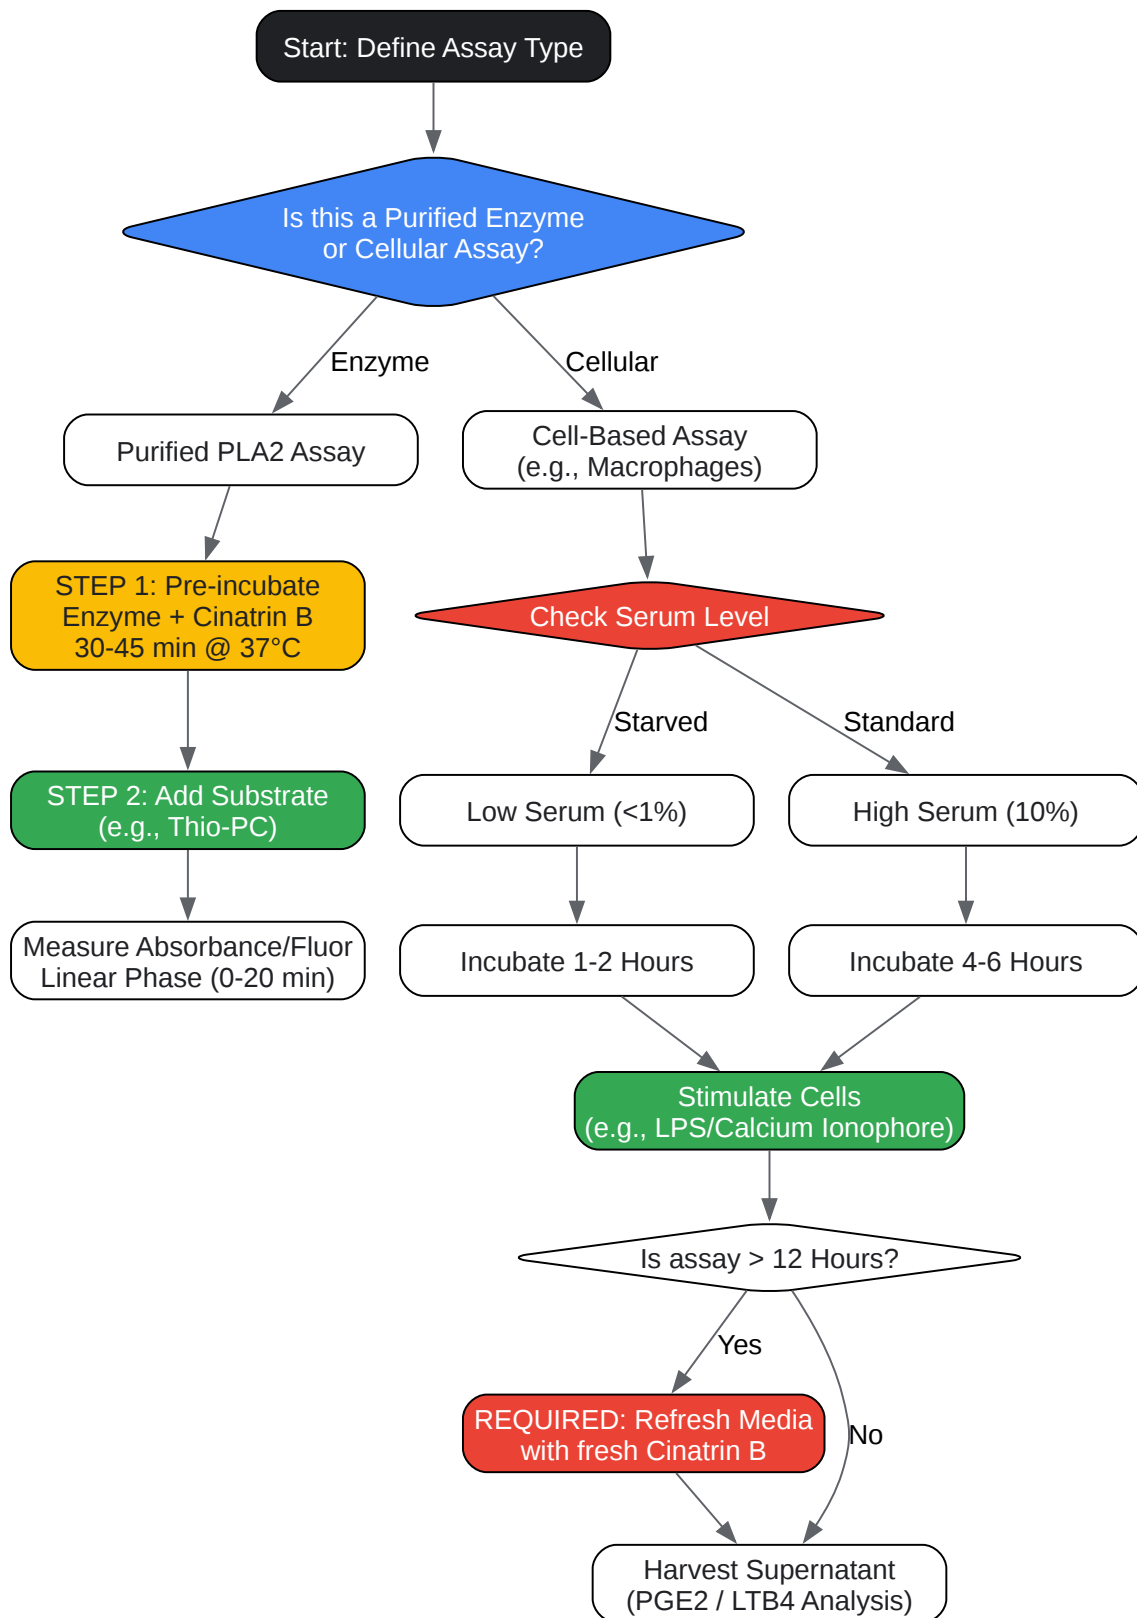 Start: Define Assay Type
Is this a Purified Enzyme
or Cellular Assay?
Enzyme
Cellular
Purified PLA2 Assay
Cell-Based Assay
(e.g., Macrophages)
STEP 1: Pre-incubate
Enzyme + Cinatrin B
30-45 min @ 37°C
Check Serum Level
Starved
Standard
STEP 2: Add Substrate
(e.g., Thio-PC)
Low Serum (<1%)
High Serum (10%)
Measure Absorbance/Fluor
Linear Phase (0-20 min)
Incubate 1-2 Hours
Incubate 4-6 Hours
Stimulate Cells
(e.g., LPS/Calcium Ionophore)
Is assay > 12 Hours?
Yes
No
REQUIRED: Refresh Media
with fresh Cinatrin B
Harvest Supernatant
(PGE2 / LTB4 Analysis)